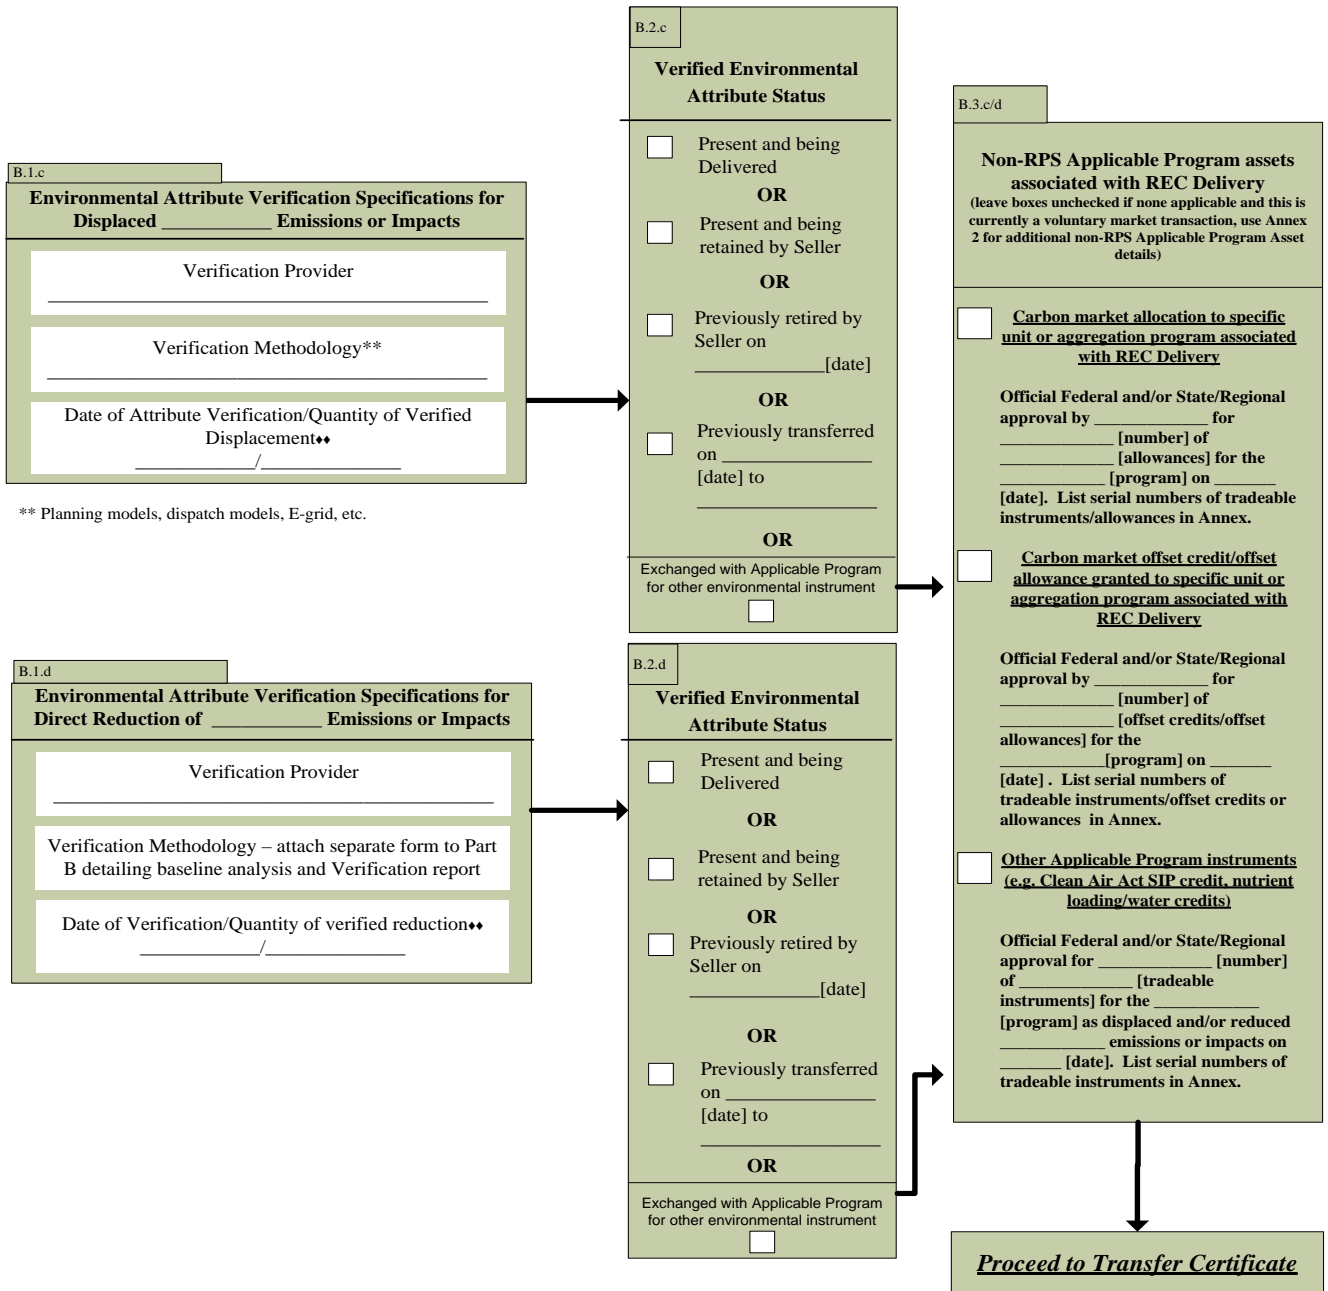 B.1.c
Environmental Attribute Verification Specifications for
Displaced ___________ Emissions or Impacts
Verification Provider
____________________________________________
Verification Methodology**
____________________________________________
Date of Attribute Verification/Quantity of Verified
Displacement♦♦
____________/______________
** Planning models, dispatch models, E-grid, etc.
B.2.c
Verified Environmental
Attribute Status
Present and being
Delivered
OR
Present and being
retained by Seller
OR
Previously retired by
Seller on
_____________[date]
OR
Previously transferred
on _______________
[date] to
__________________
OR
Exchanged with Applicable Program
for other environmental instrument
B.1.d
Environmental Attribute Verification Specifications for
Direct Reduction of ___________ Emissions or Impacts
Verification Provider
____________________________________________
Verification Methodology – attach separate form to Part
B detailing baseline analysis and Verification report
Date of Verification/Quantity of verified reduction♦♦
____________/______________
B.2.d
Verified Environmental
Attribute Status
Present and being
Delivered
OR
Present and being
retained by Seller
OR
Previously retired by
Seller on
_____________[date]
OR
Previously transferred
on _______________
[date] to
__________________
OR
Exchanged with Applicable Program
for other environmental instrument
B.3.c/d
Non-RPS Applicable Program assets
associated with REC Delivery
(leave boxes unchecked if none applicable and this is
currently a voluntary market transaction, use Annex
2 for additional non-RPS Applicable Program Asset
details)
Carbon market allocation to specific
unit or aggregation program associated
with REC Delivery
Official Federal and/or State/Regional
approval by _____________ for
_____________ [number] of
_____________ [allowances] for the
____________ [program] on _______
[date]. List serial numbers of tradeable
instruments/allowances in Annex.
Carbon market offset credit/offset
allowance granted to specific unit or
aggregation program associated with
REC Delivery
Official Federal and/or State/Regional
approval by _____________ for
_____________ [number] of
_____________ [offset credits/offset
allowances] for the
____________[program] on _______
[date] . List serial numbers of
tradeable instruments/offset credits or
allowances in Annex.
Other Applicable Program instruments
(e.g. Clean Air Act SIP credit, nutrient
loading/water credits)
Official Federal and/or State/Regional
approval for _____________ [number]
of _____________ [tradeable
instruments] for the ____________
[program] as displaced and/or reduced
____________ emissions or impacts on
_______ [date]. List serial numbers of
tradeable instruments in Annex.
Proceed to Transfer Certificate